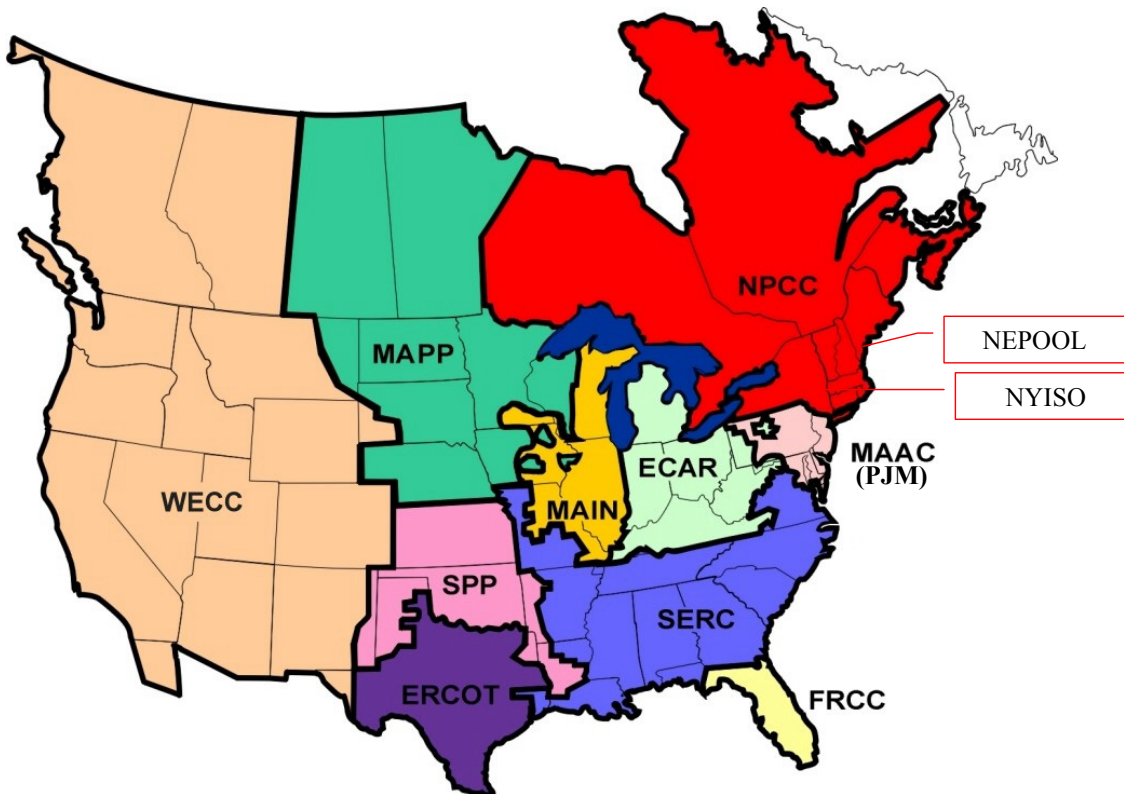 NPCC
NEPOOL
MAPP
NYISO
MAAC
(PJM)
ECAR
WECC
MAIN
SPP
SERC
ERCOT
FRCC